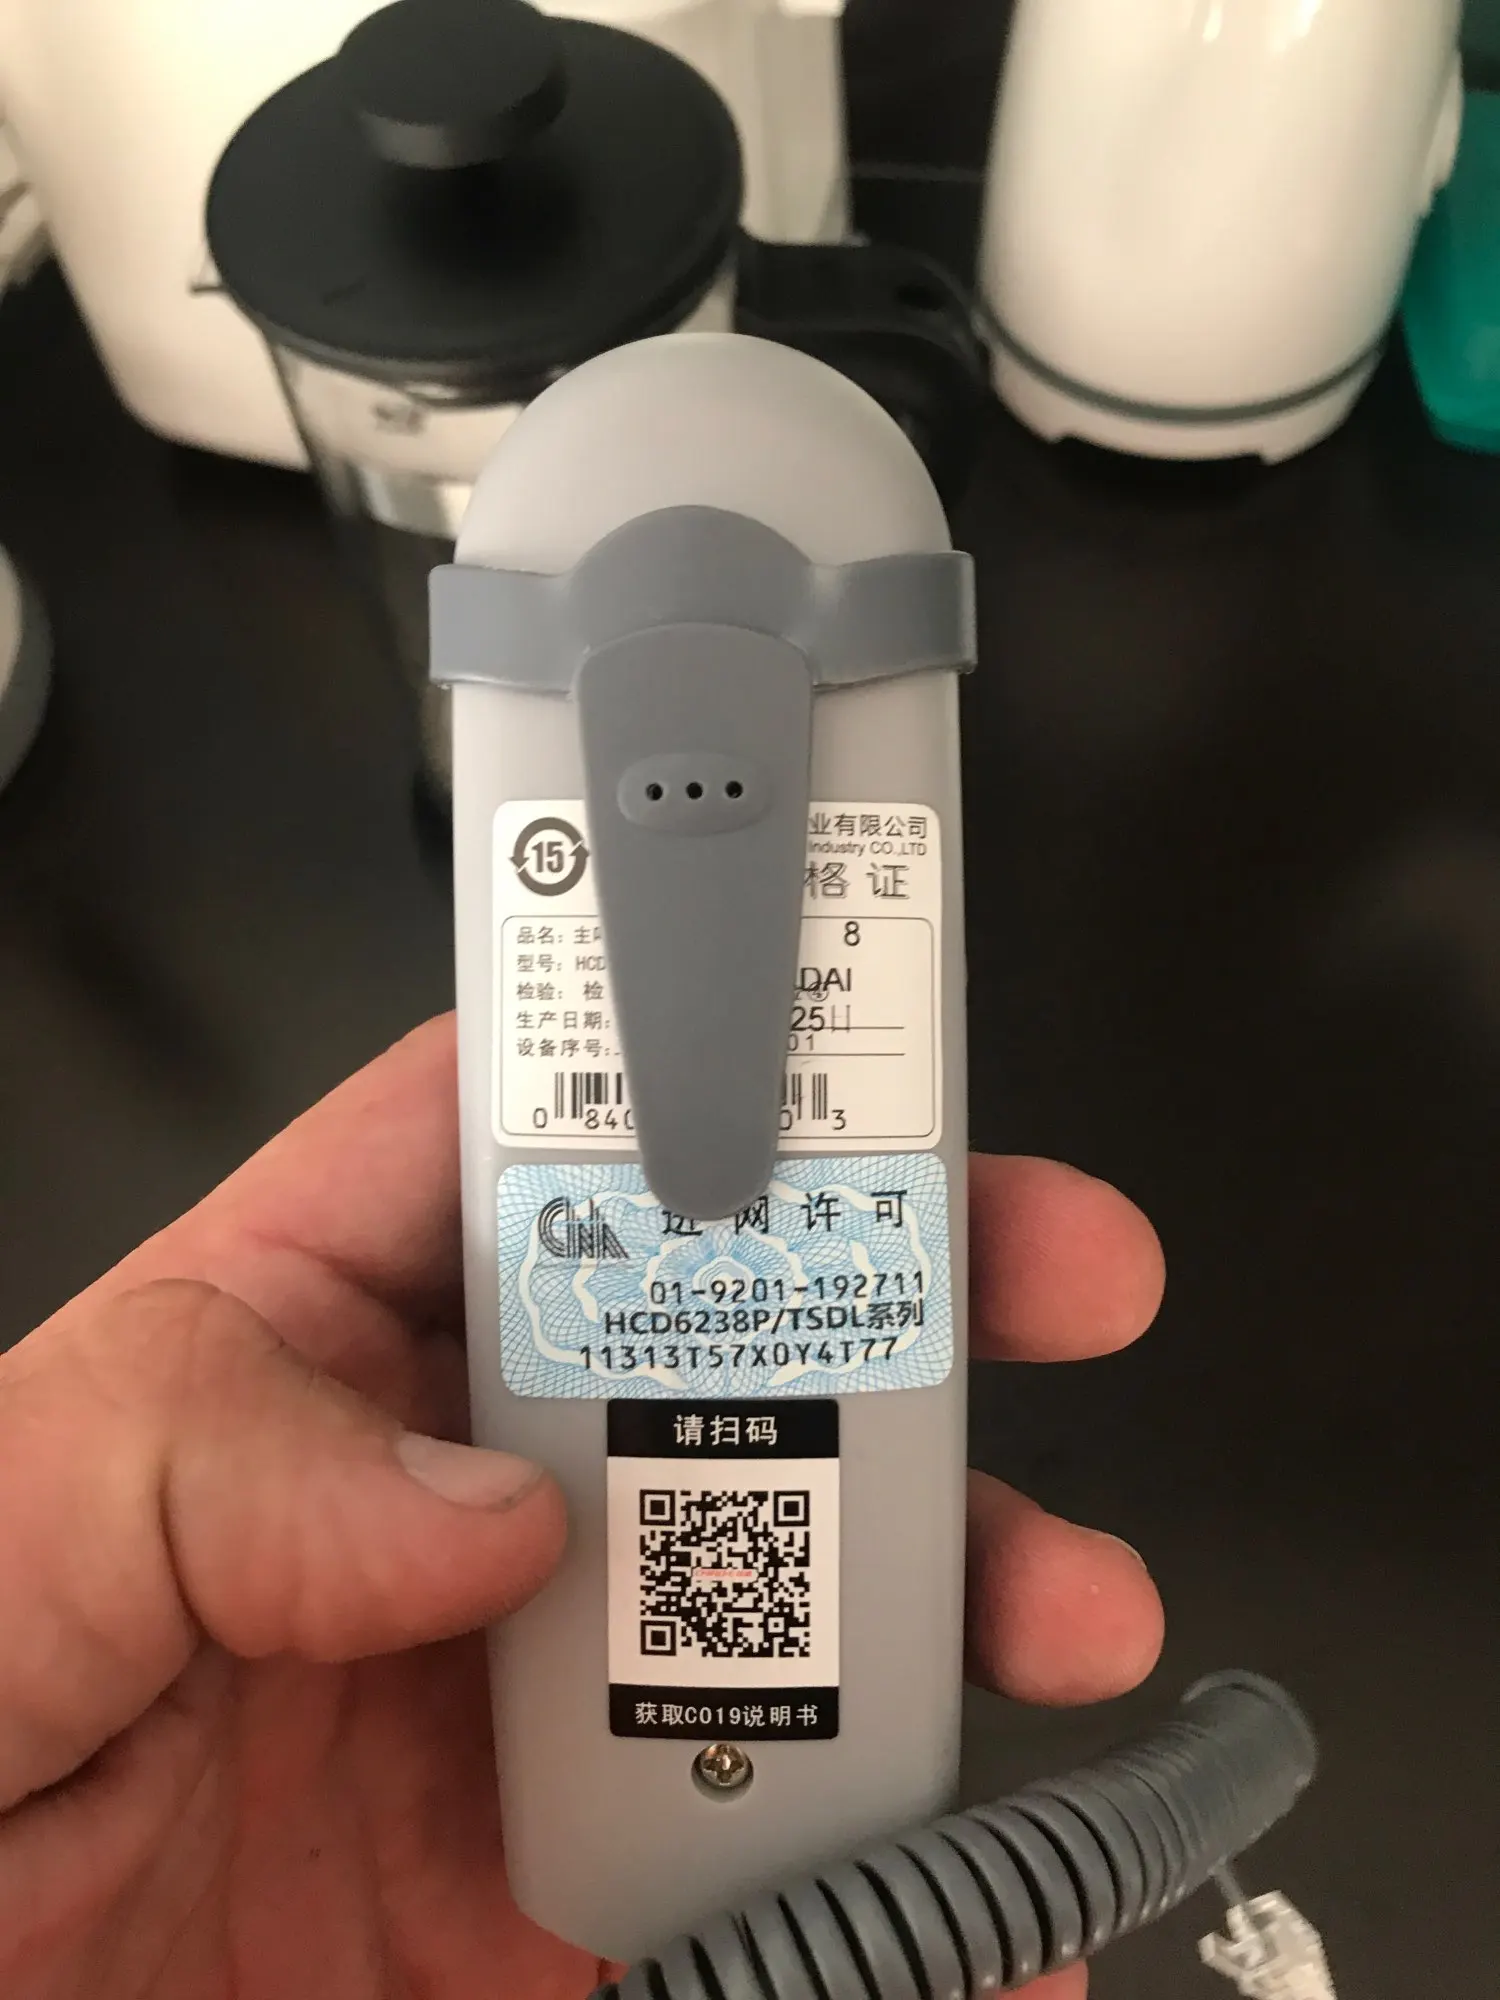 15
业有限公司
Industry CO.,LTD
格证
品名: 主叫
8
型号: HCD
DAI
检验: 检
生产日期:
25日
设备序号:
01
0 840
0 3
进网许可
01-9201-192711
HCD6238P/TSDL系列
11313T57X0Y4T77
请扫码
获取C019说明书